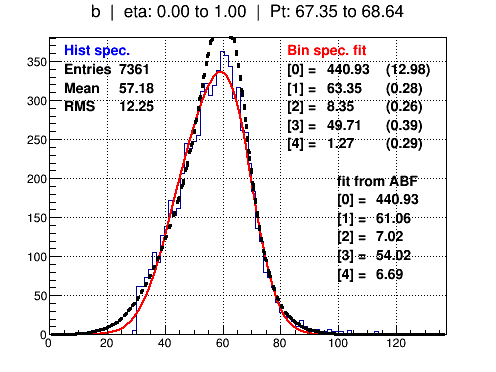 b | eta: 0.00 to 1.00 | Pt: 67.35 to 68.64
Hist spec.
Entries 7361
Mean 57.18
RMS 12.25
Bin spec. fit
[0] = 440.93 (12.98)
[1] = 63.35 (0.28)
[2] = 8.35 (0.26)
[3] = 49.71 (0.39)
[4] = 1.27 (0.29)
fit from ABF
[0] = 440.93
[1] = 61.06
[2] = 7.02
[3] = 54.02
[4] = 6.69
350
300
250
200
150
100
50
0
0 20 40 60 80 100 120